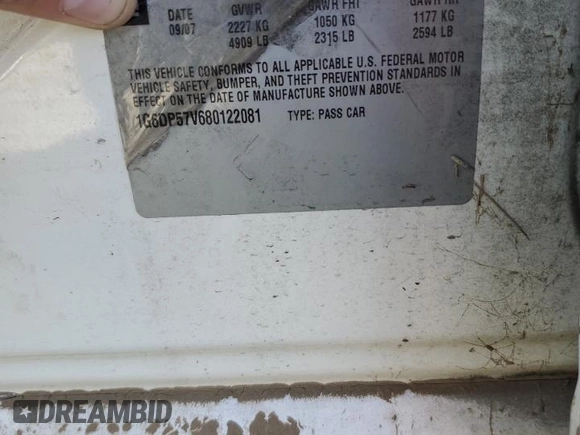 DATE GVWR GAWR FRT GAWR RR
09/07 2227 KG 1050 KG 1177 KG
4909 LB 2315 LB 2594 LB
THIS VEHICLE CONFORMS TO ALL APPLICABLE U.S. FEDERAL MOTOR
VEHICLE SAFETY, BUMPER, AND THEFT PREVENTION STANDARDS IN
EFFECT ON THE DATE OF MANUFACTURE SHOWN ABOVE.
1G6DP57V680122081 TYPE: PASS CAR
DREAMBID